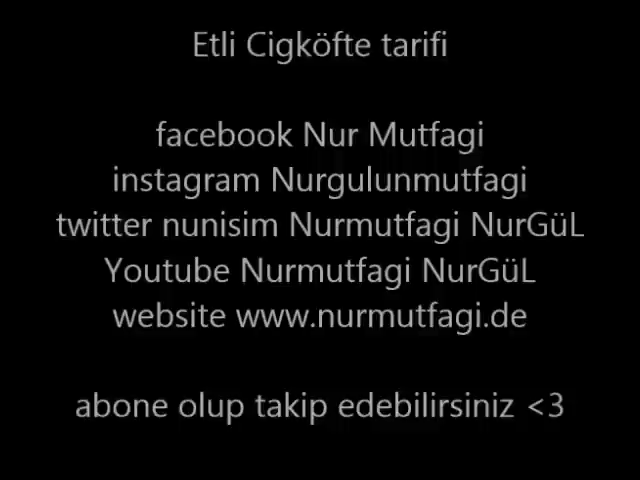 Etli Cigköfte tarifi
facebook Nur Mutfagi
instagram Nurgulunmutfagi
twitter nunisim Nurmutfagi NurGüL
Youtube Nurmutfagi NurGüL
website www.nurmutfagi.de
abone olup takip edebilirsiniz <3